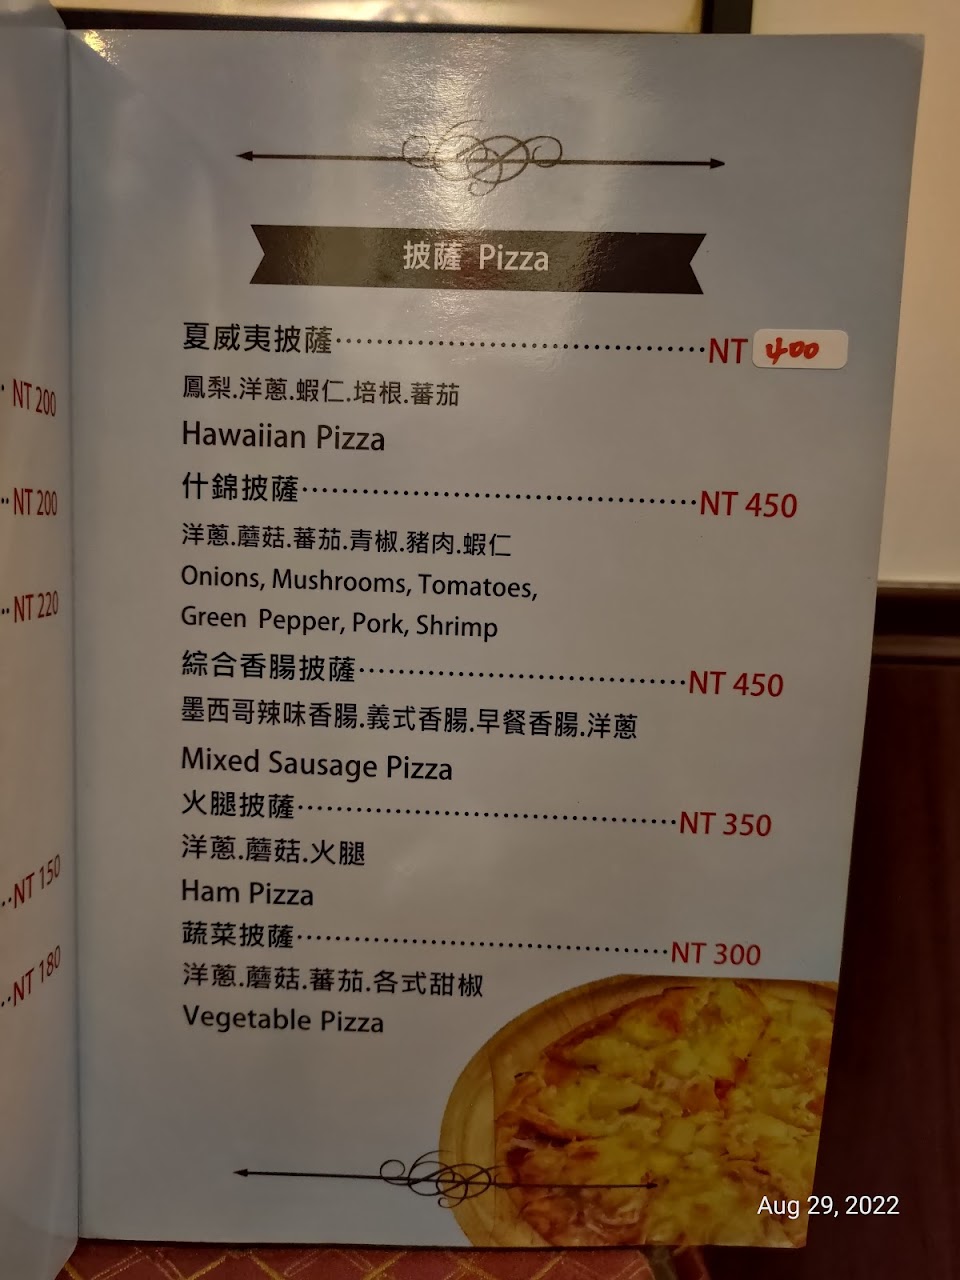 披薩 Pizza
夏威夷披薩 NT 400
鳳梨.洋蔥.蝦仁.培根.蕃茄
Hawaiian Pizza
什錦披薩 NT 450
洋蔥.蘑菇.蕃茄.青椒.豬肉.蝦仁
Onions, Mushrooms, Tomatoes,
Green Pepper, Pork, Shrimp
綜合香腸披薩 NT 450
墨西哥辣味香腸.義式香腸.早餐香腸.洋蔥
Mixed Sausage Pizza
火腿披薩 NT 350
洋蔥.蘑菇.火腿
Ham Pizza
蔬菜披薩 NT 300
洋蔥.蘑菇.蕃茄.各式甜椒
Vegetable Pizza
NT 200
NT 200
NT 220
NT 150
NT 180
Aug 29, 2022